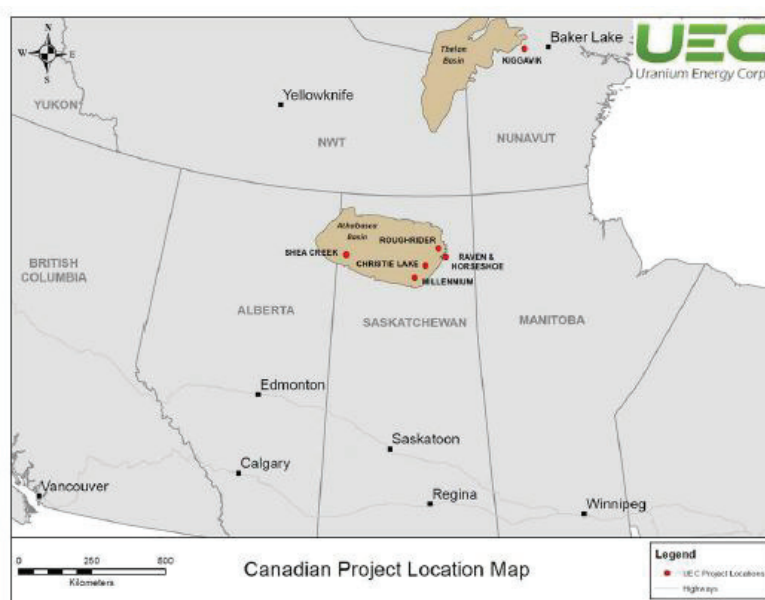 N
W
E
S
Thelon
Basin
Baker Lake
KIGGAVIK
UEC
Uranium Energy Corp
YUKON
Yellowknife
NWT
NUNAVUT
Athabasca
Basin
ROUGHRIDER
SHEA CREEK
RAVEN &
HORSESHOE
CHRISTIE LAKE
MILLENNIUM
BRITISH
COLUMBIA
ALBERTA
SASKATCHEWAN
MANITOBA
Edmonton
Saskatoon
Calgary
Regina
Vancouver
Winnipeg
0 250 500
Kilometers
Canadian Project Location Map
Legend
UEC Project Locations
Highways